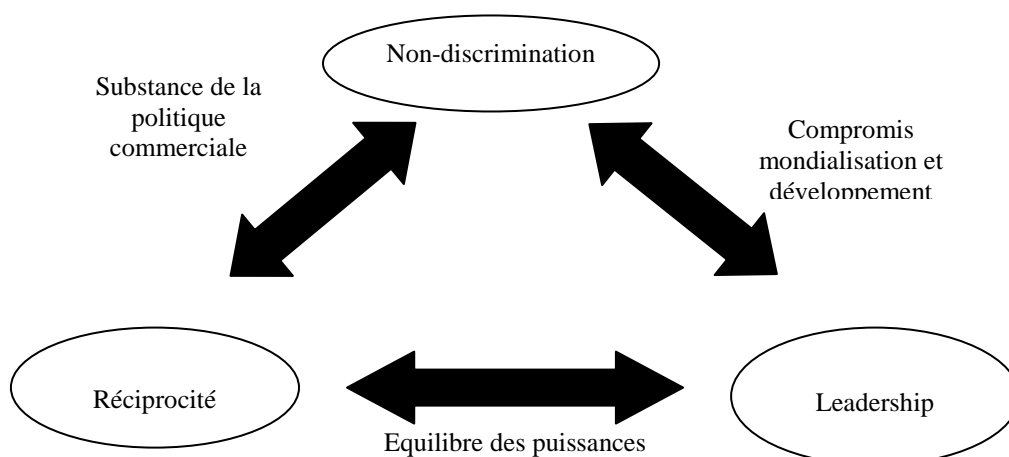 Non-discrimination
Substance de la
politique
commerciale
Compromis
mondialisation et
développement
Réciprocité
Leadership
Equilibre des puissances